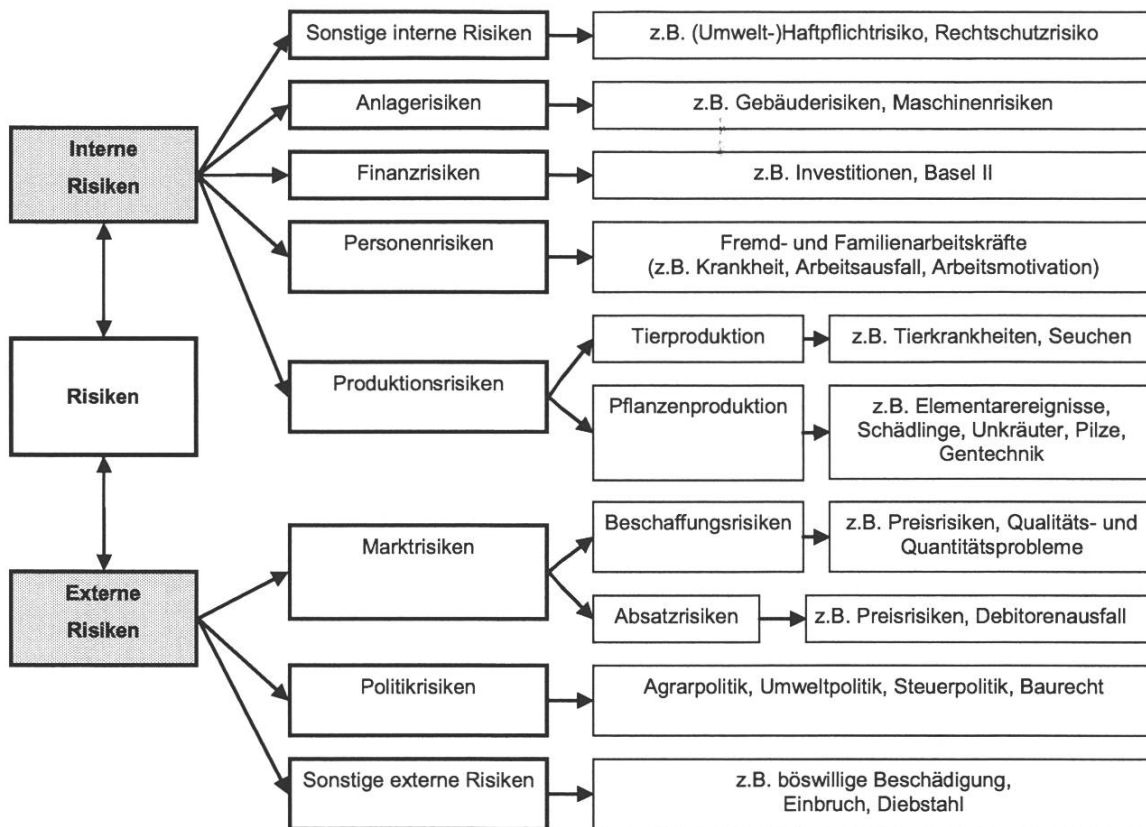 Sonstige interne Risiken
z.B. (Umwelt-)Haftpflichtrisiko, Rechtschutzrisiko
Anlagerisiken
z.B. Gebäuderisiken, Maschinenrisiken
Interne
Risiken
Finanzrisiken
z.B. Investitionen, Basel II
Personenrisiken
Fremd- und Familienarbeitskräfte
(z.B. Krankheit, Arbeitsausfall, Arbeitsmotivation)
Tierproduktion
z.B. Tierkrankheiten, Seuchen
Risiken
Produktionsrisiken
Pflanzenproduktion
z.B. Elementarereignisse,
Schädlinge, Unkräuter, Pilze,
Gentechnik
Marktrisiken
Beschaffungsrisiken
z.B. Preisrisiken, Qualitäts- und
Quantitätsprobleme
Externe
Risiken
Absatzrisiken
z.B. Preisrisiken, Debitorenausfall
Politikrisiken
Agrarpolitik, Umweltpolitik, Steuerpolitik, Baurecht
Sonstige externe Risiken
z.B. böswillige Beschädigung,
Einbruch, Diebstahl